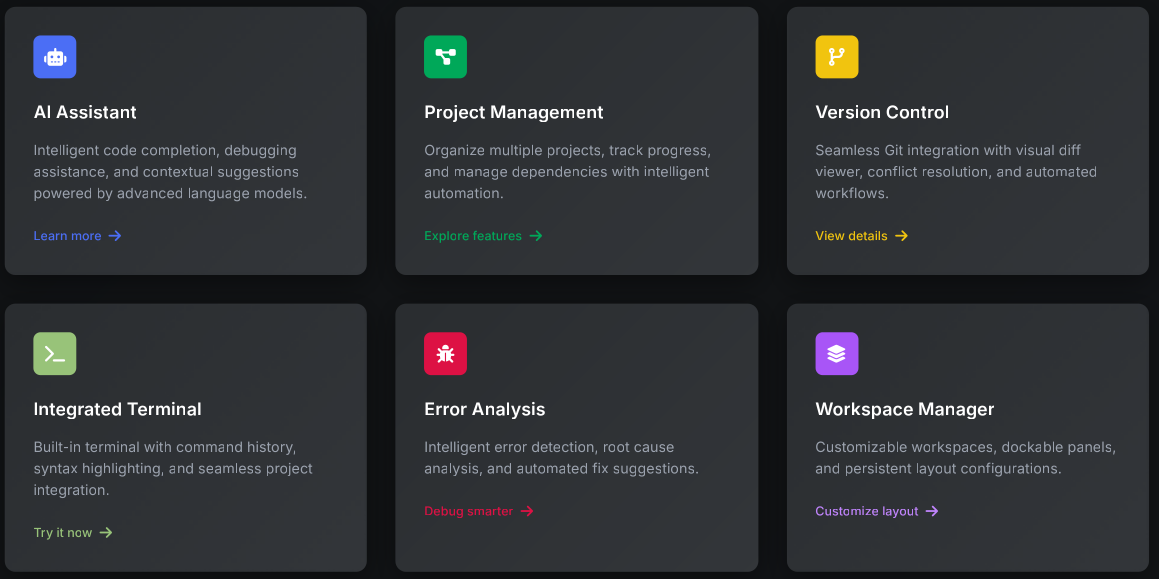 AI Assistant
Intelligent code completion, debugging
assistance, and contextual suggestions
powered by advanced language models.
Learn more →
Project Management
Organize multiple projects, track progress,
and manage dependencies with intelligent
automation.
Explore features →
Version Control
Seamless Git integration with visual diff
viewer, conflict resolution, and automated
workflows.
View details →
Integrated Terminal
Built-in terminal with command history,
syntax highlighting, and seamless project
integration.
Try it now →
Error Analysis
Intelligent error detection, root cause
analysis, and automated fix suggestions.
Debug smarter →
Workspace Manager
Customizable workspaces, dockable panels,
and persistent layout configurations.
Customize layout →